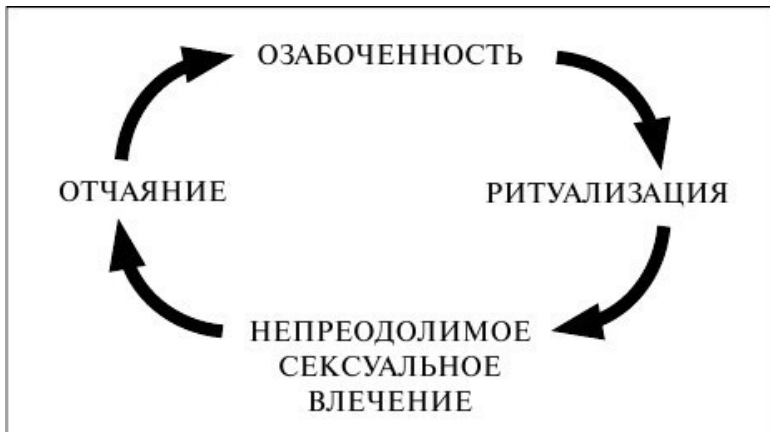 ОЗАБОЧЕННОСТЬ
ОТЧАЯНИЕ
РИТУАЛИЗАЦИЯ
НЕПРЕОДОЛИМОЕ
СЕКСУАЛЬНОЕ
ВЛЕЧЕНИЕ